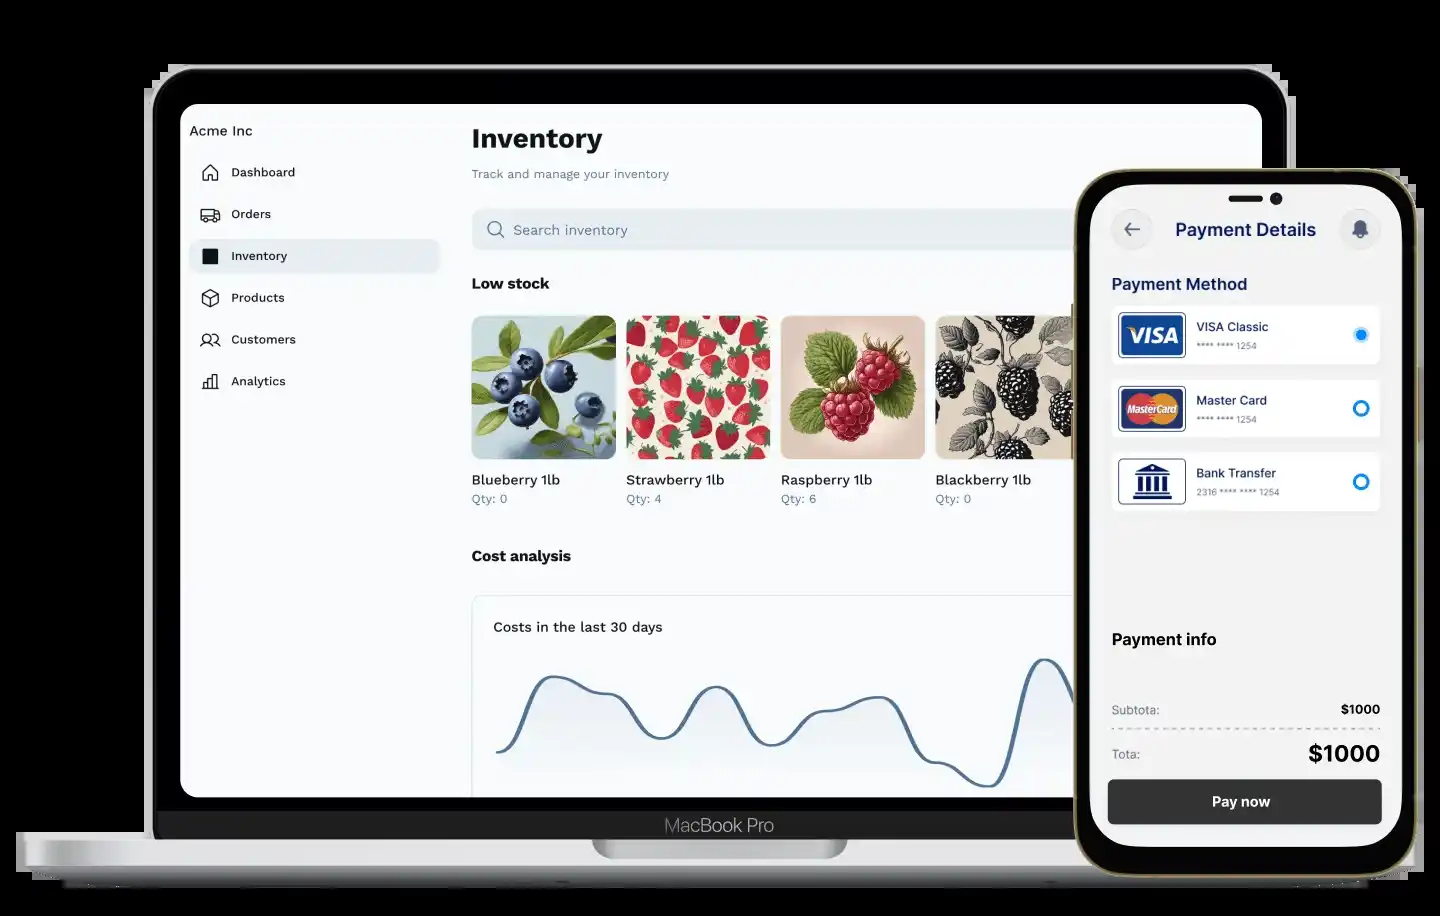 Acme Inc
Dashboard
Orders
Inventory
Products
Customers
Analytics
Inventory
Track and manage your inventory
Search inventory
Low stock
Blueberry 1lb
Qty: 0
Strawberry 1lb
Qty: 4
Raspberry 1lb
Qty: 6
Blackberry 1lb
Qty: 0
Cost analysis
Costs in the last 30 days
MacBook Pro
Payment Details
Payment Method
VISA
VISA Classic
**** **** 1254
MasterCard
Master Card
**** **** 1254
Bank Transfer
2316 **** **** 1254
Payment info
Subtota: $1000
Tota: $1000
Pay now